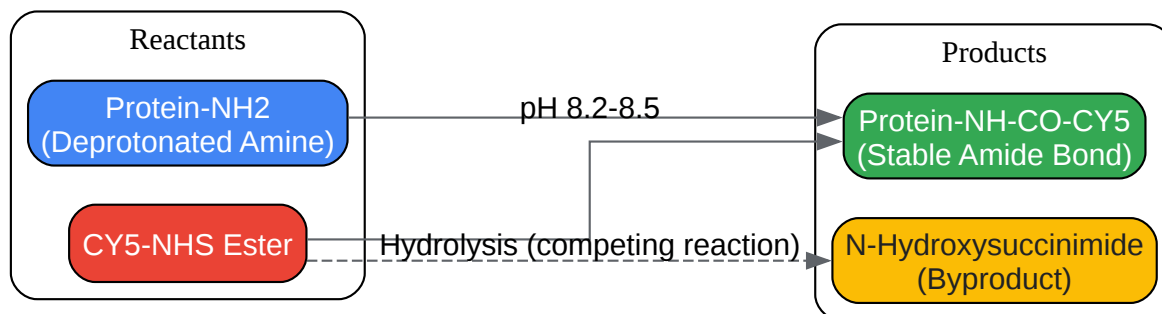 Reactants
Products
Protein-NH2
(Deprotonated Amine)
pH 8.2-8.5
Protein-NH-CO-CY5
(Stable Amide Bond)
CY5-NHS Ester
Hydrolysis (competing reaction)
N-Hydroxysuccinimide
(Byproduct)